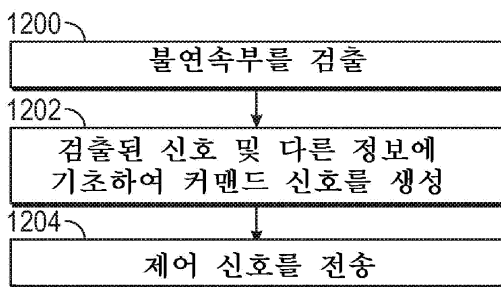 1200
불연속부를 검출
1202
검출된 신호 및 다른 정보에
기초하여 커맨드 신호를 생성
1204
제어 신호를 전송